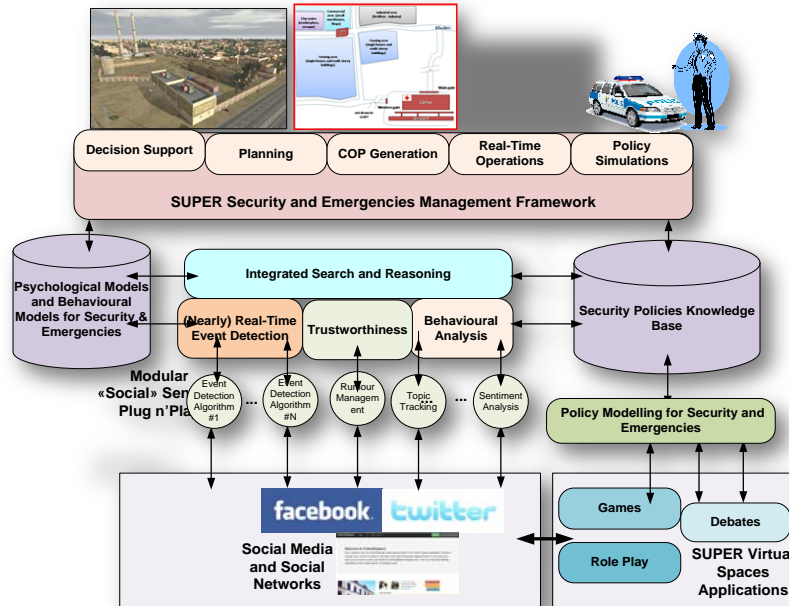 Decision Support
Planning
COP Generation
Real-Time
Operations
Policy
Simulations
SUPER Security and Emergencies Management Framework
Psychological Models
and Behavioural
Models for Security &
Emergencies
Integrated Search and Reasoning
Security Policies Knowledge
Base
(Nearly) Real-Time
Event Detection
Trustworthiness
Behavioural
Analysis
Modular
«Social» Sen
Plug n'Pla
Event
Detection
Algorithm
#1
...
Event
Detection
Algorithm
#N
Rumour
Managem
ent
Topic
Tracking
...
Sentiment
Analysis
Policy Modelling for Security and
Emergencies
facebook
twitter
Social Media
and Social
Networks
Games
Debates
Role Play
SUPER Virtua
Spaces
Applications